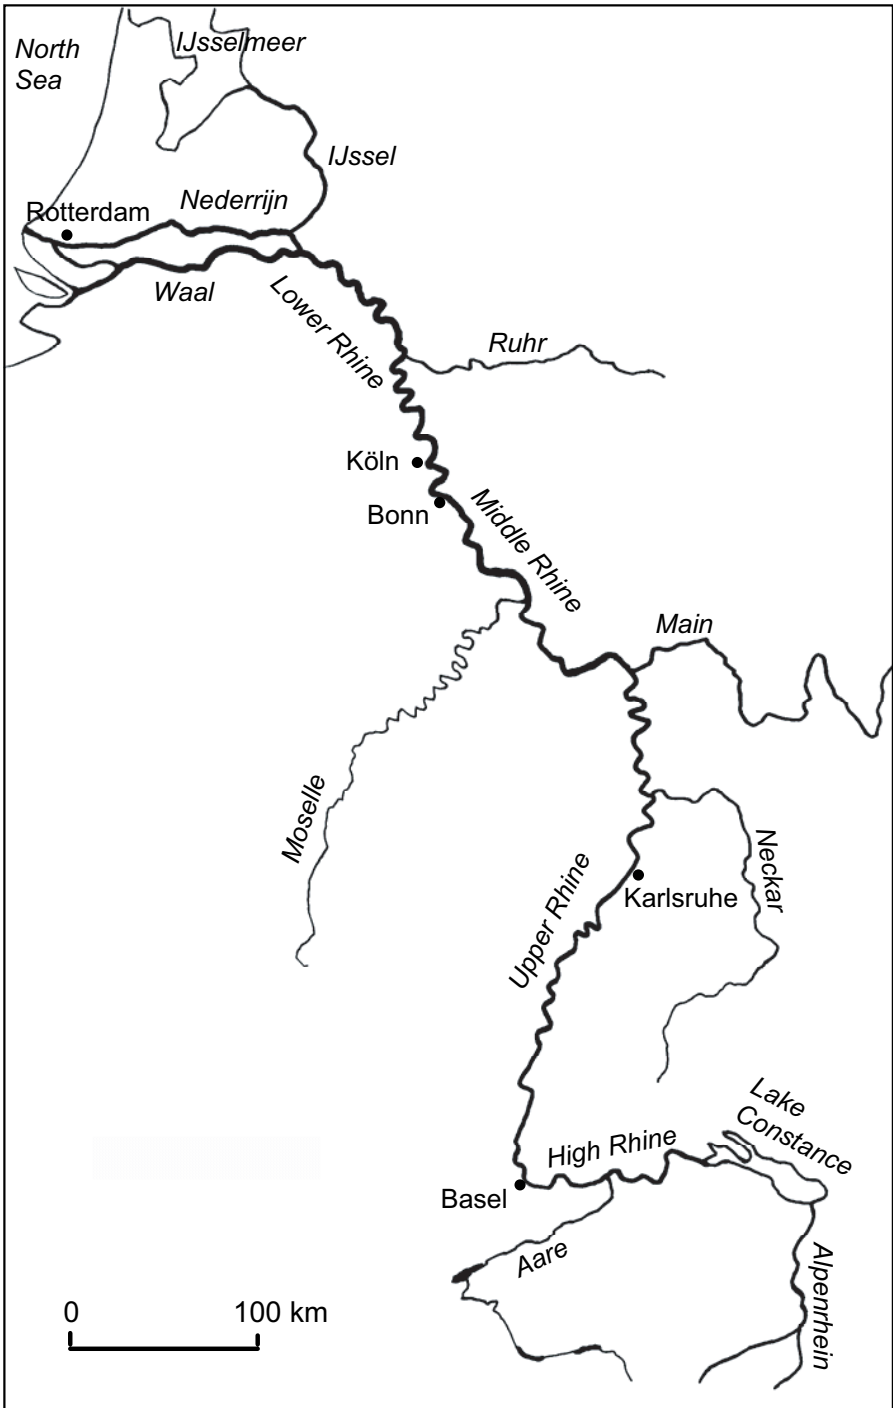 North
Sea
IJsselmeer
IJssel
Nederrijn
Rotterdam
Waal
Lower Rhine
Ruhr
Köln
Bonn
Middle Rhine
Main
Moselle
Neckar
Karlsruhe
Upper Rhine
Lake
Constance
High Rhine
Basel
Aare
Alpenrhein
0 100 km